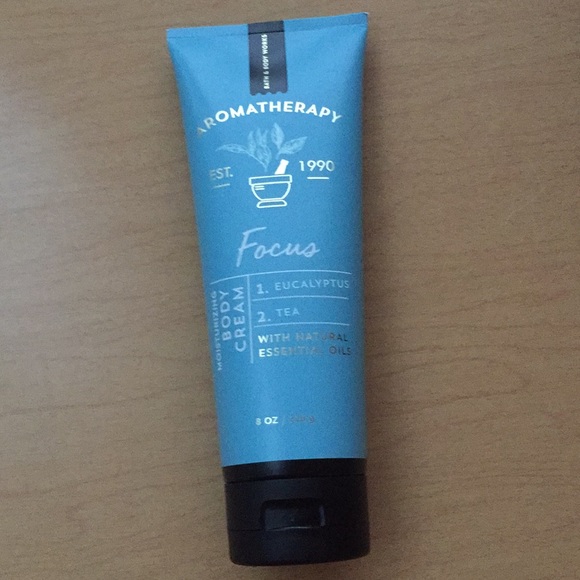 BATH & BODY WORKS
AROMATHERAPY
EST. 1990
Focus
MOISTURIZING
BODY
CREAM
1. EUCALYPTUS
2. TEA
WITH NATURAL
ESSENTIAL OILS
8 OZ /